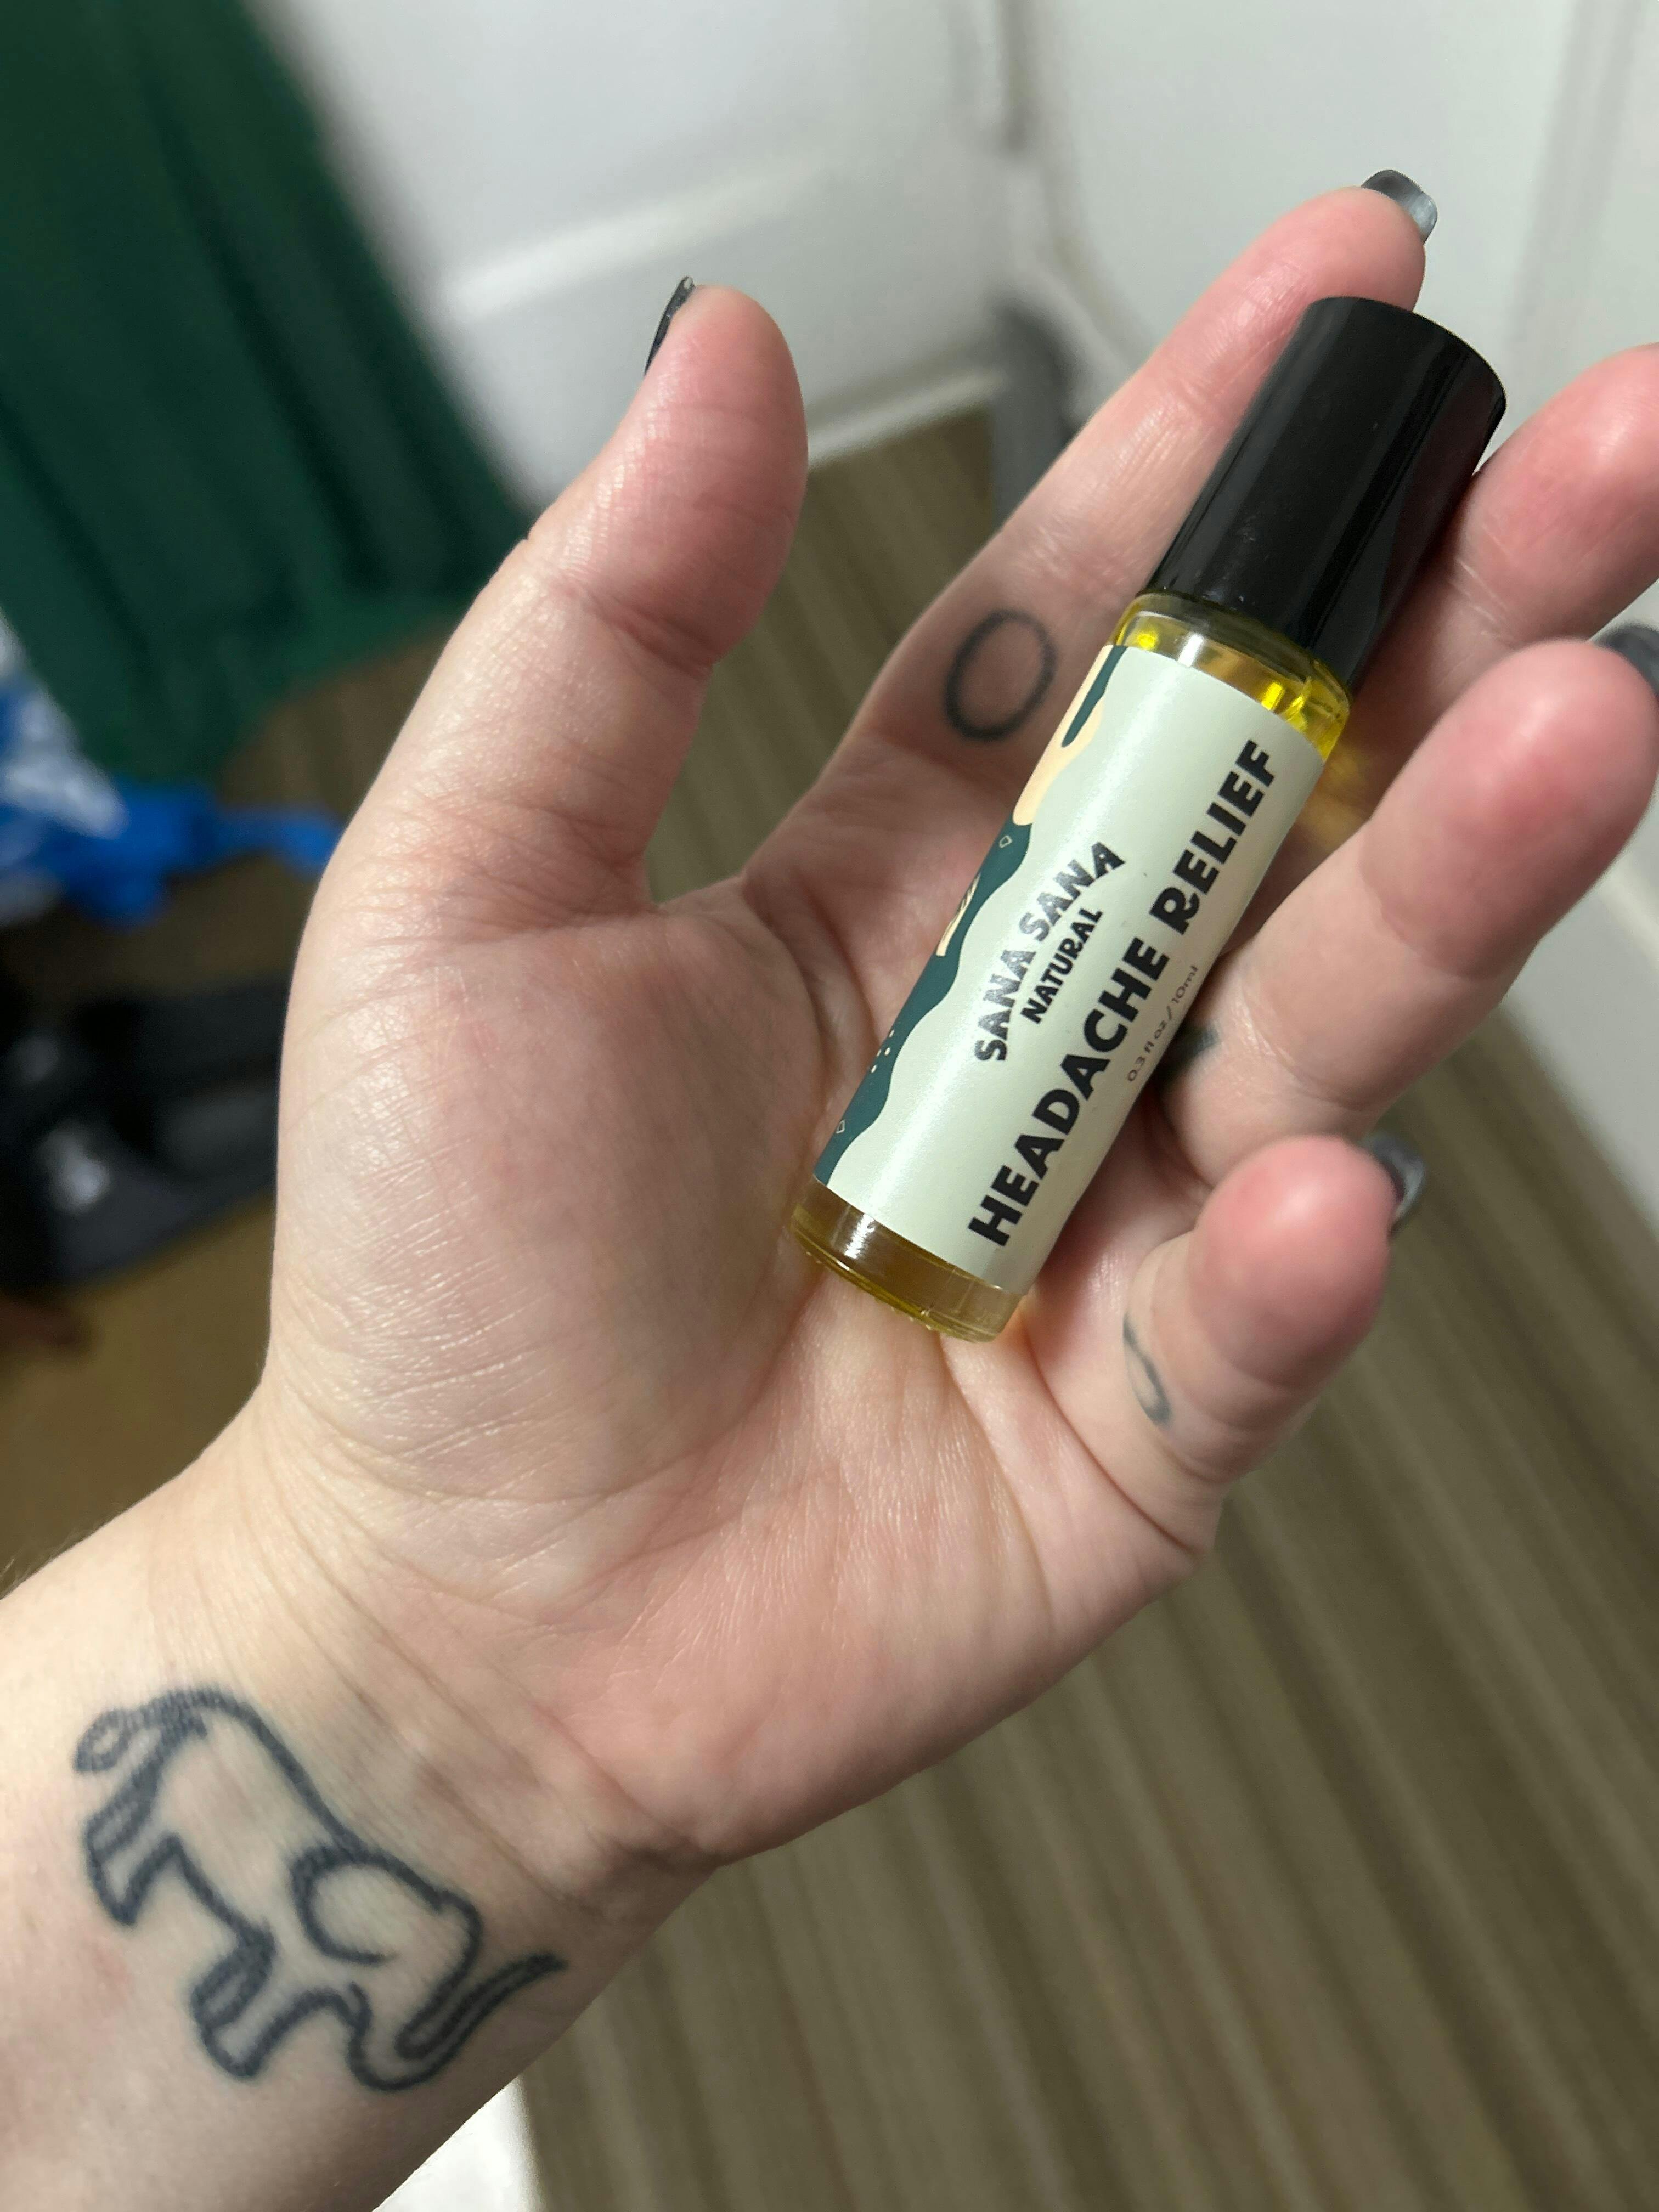 SANA SANA
NATURAL
HEADACHE RELIEF
0.3 fl oz / 10ml